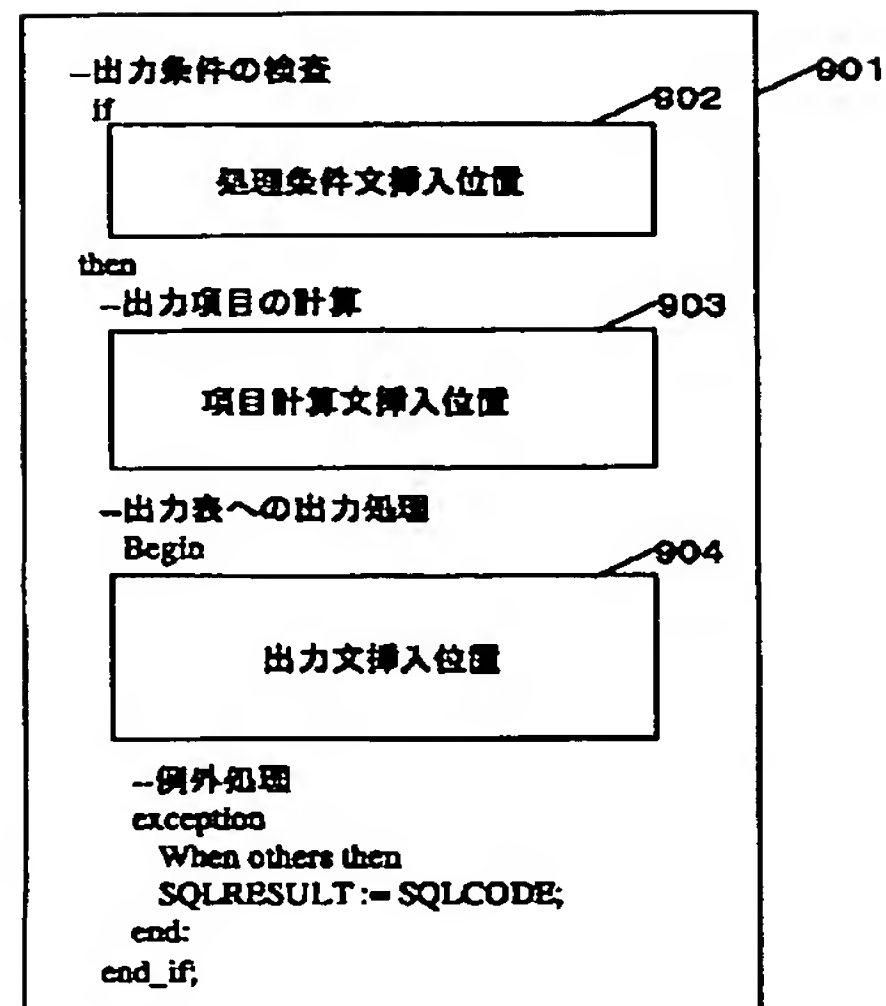 --出力条件の検査
901
if
902
処理条件文挿入位置
then
--出力項目の計算
903
項目計算文挿入位置
--出力表への出力処理
Begin
904
出力文挿入位置
--例外処理
exception
When others then
SQLRESULT := SQLCODE;
end:
end_if;